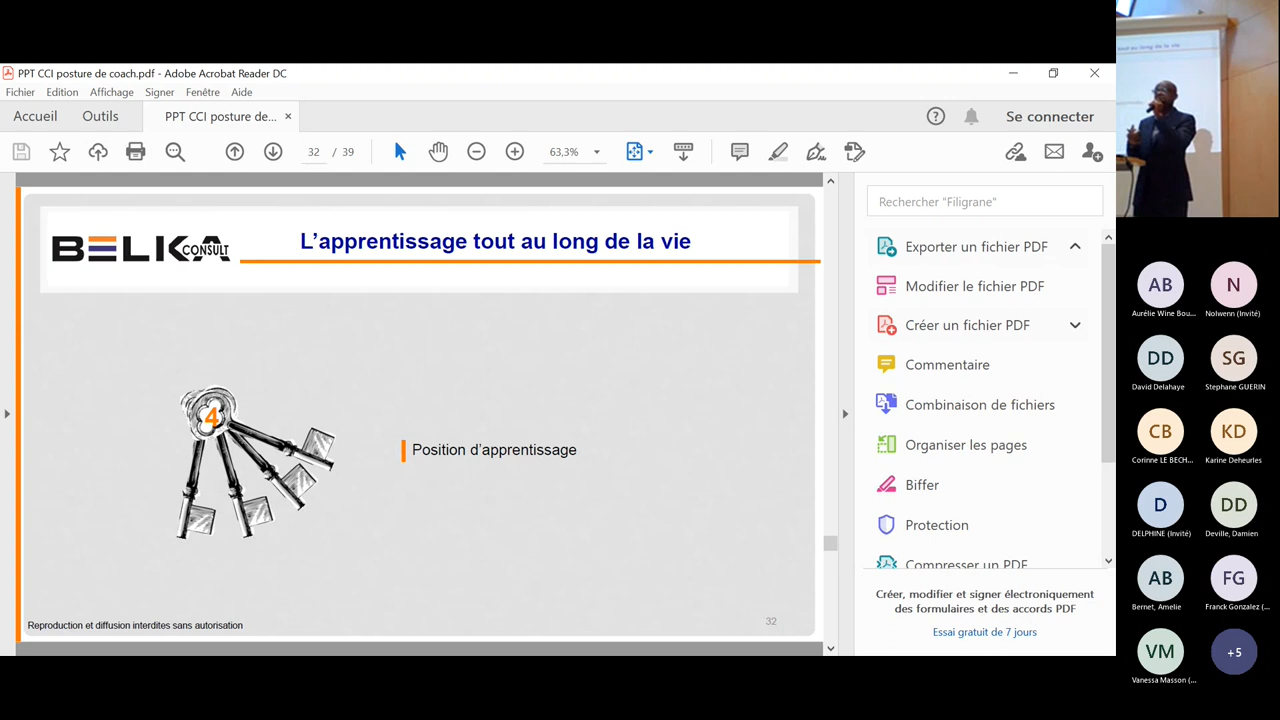 PPT CCI posture de coach.pdf - Adobe Acrobat Reader DC
Fichier Edition Affichage Signer Fenêtre Aide
Accueil Outils PPT CCI posture de... × Se connecter
32 / 39 63,3%
BELIKA CONSULT
L'apprentissage tout au long de la vie
4
Position d'apprentissage
Reproduction et diffusion interdites sans autorisation
32
Rechercher "Filigrane"
Exporter un fichier PDF
Modifier le fichier PDF
Créer un fichier PDF
Commentaire
Combinaison de fichiers
Organiser les pages
Biffer
Protection
Compresser un PDF
Créer, modifier et signer électroniquement
des formulaires et des accords PDF
Essai gratuit de 7 jours
tout au long de la vie
AB N
Aurélie Wine Bou... Nolwenn (Invité)
DD SG
David Delahaye Stephane GUERIN
CB KD
Corinne LE BECH... Karine Deheurles
D DD
DELPHINE (Invité) Deville, Damien
AB FG
Bernet, Amelie Franck Gonzalez (...
VM +5
Vanessa Masson (...